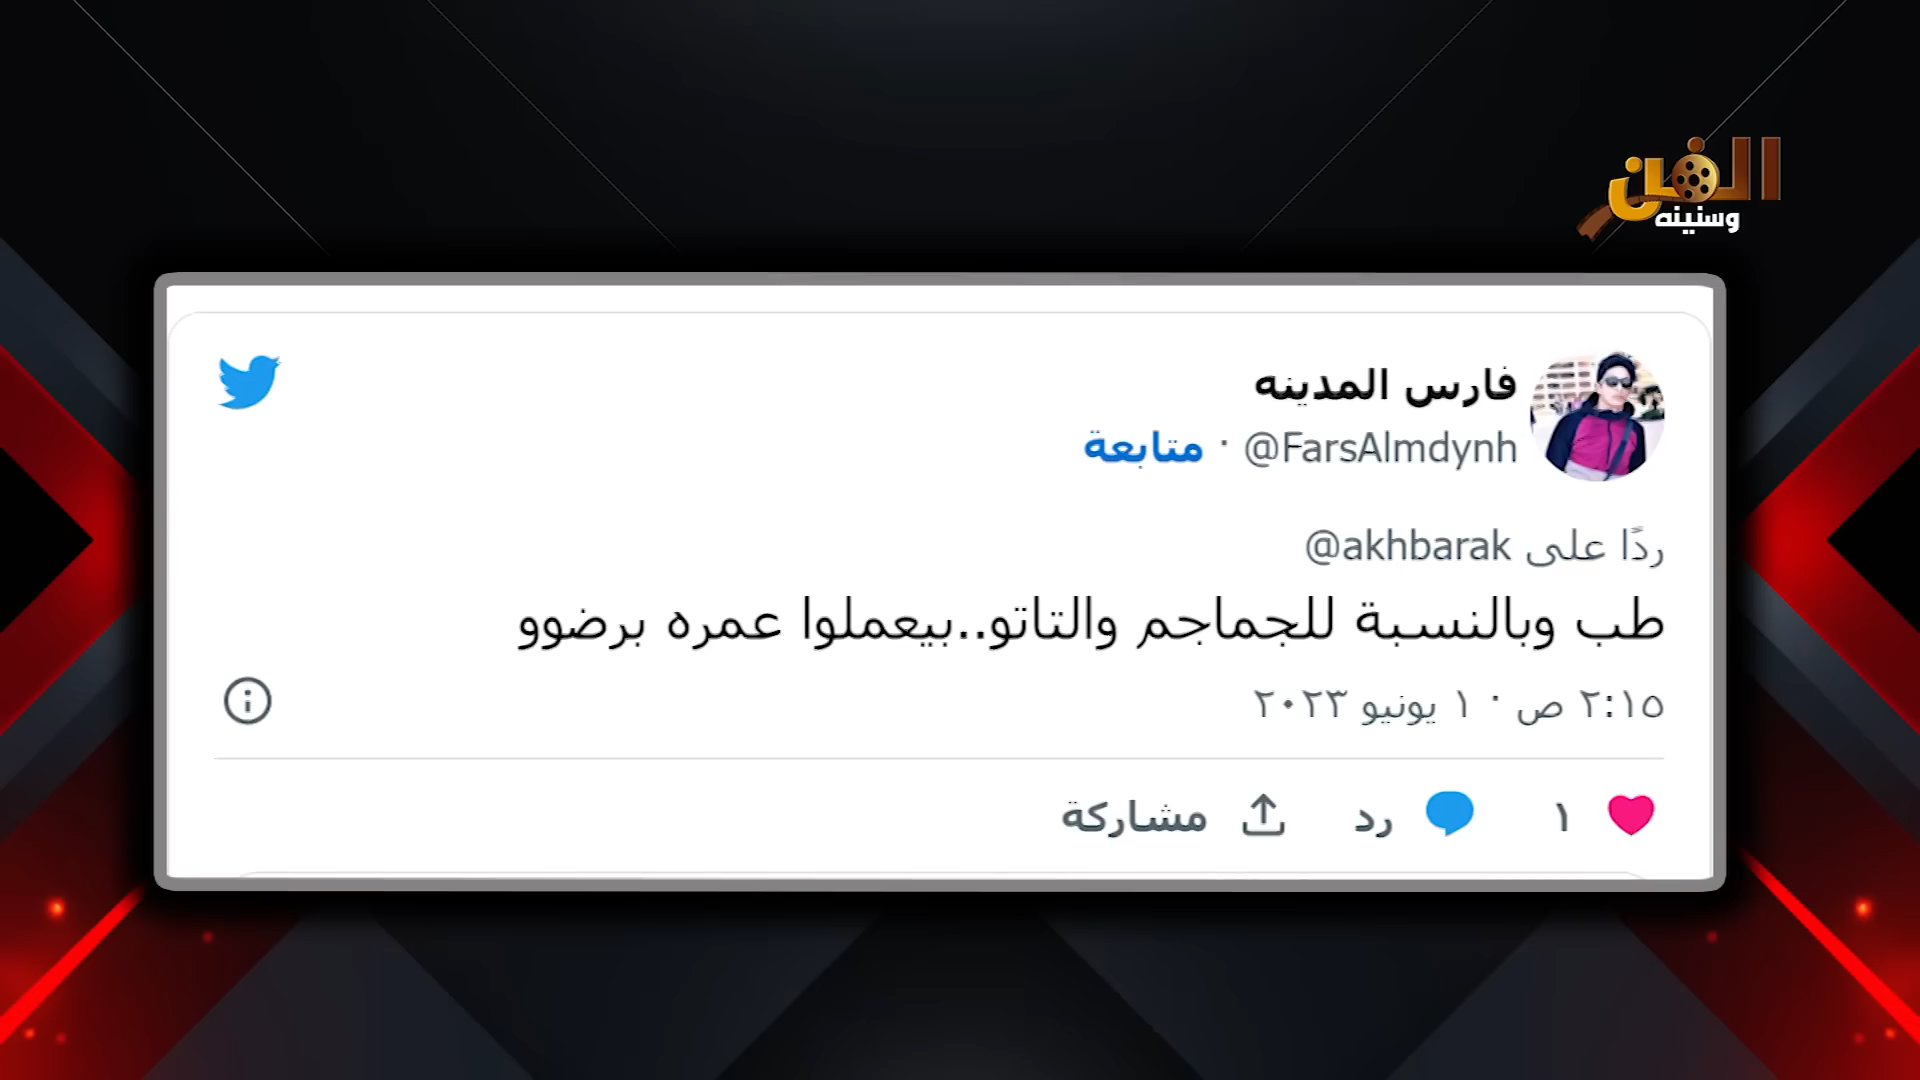 الفن
وسنينه
فارس المدينه
@FarsAlmdynh · متابعة
ردًا على @akhbarak
طب وبالنسبة للجماجم والتاتو..بيعملوا عمره برضوو
٢:١٥ ص · ١ يونيو ٢٠٢٣
١ رد مشاركة